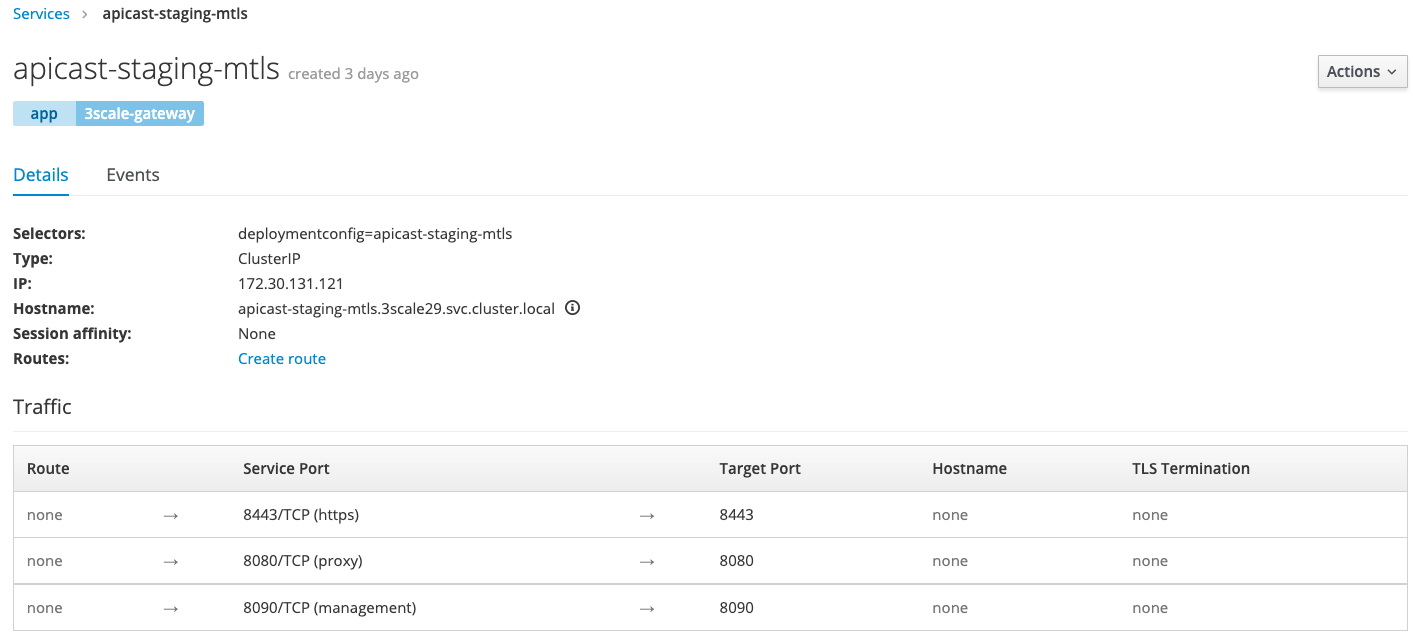 Services > apicast-staging-mtls
apicast-staging-mtls created 3 days ago
Actions
app 3scale-gateway
Details Events
Selectors: deploymentconfig=apicast-staging-mtls
Type: ClusterIP
IP: 172.30.131.121
Hostname: apicast-staging-mtls.3scale29.svc.cluster.local
Session affinity: None
Routes: Create route
Traffic
Route Service Port Target Port Hostname TLS Termination
none → 8443/TCP (https) → 8443 none none
none → 8080/TCP (proxy) → 8080 none none
none → 8090/TCP (management) → 8090 none none